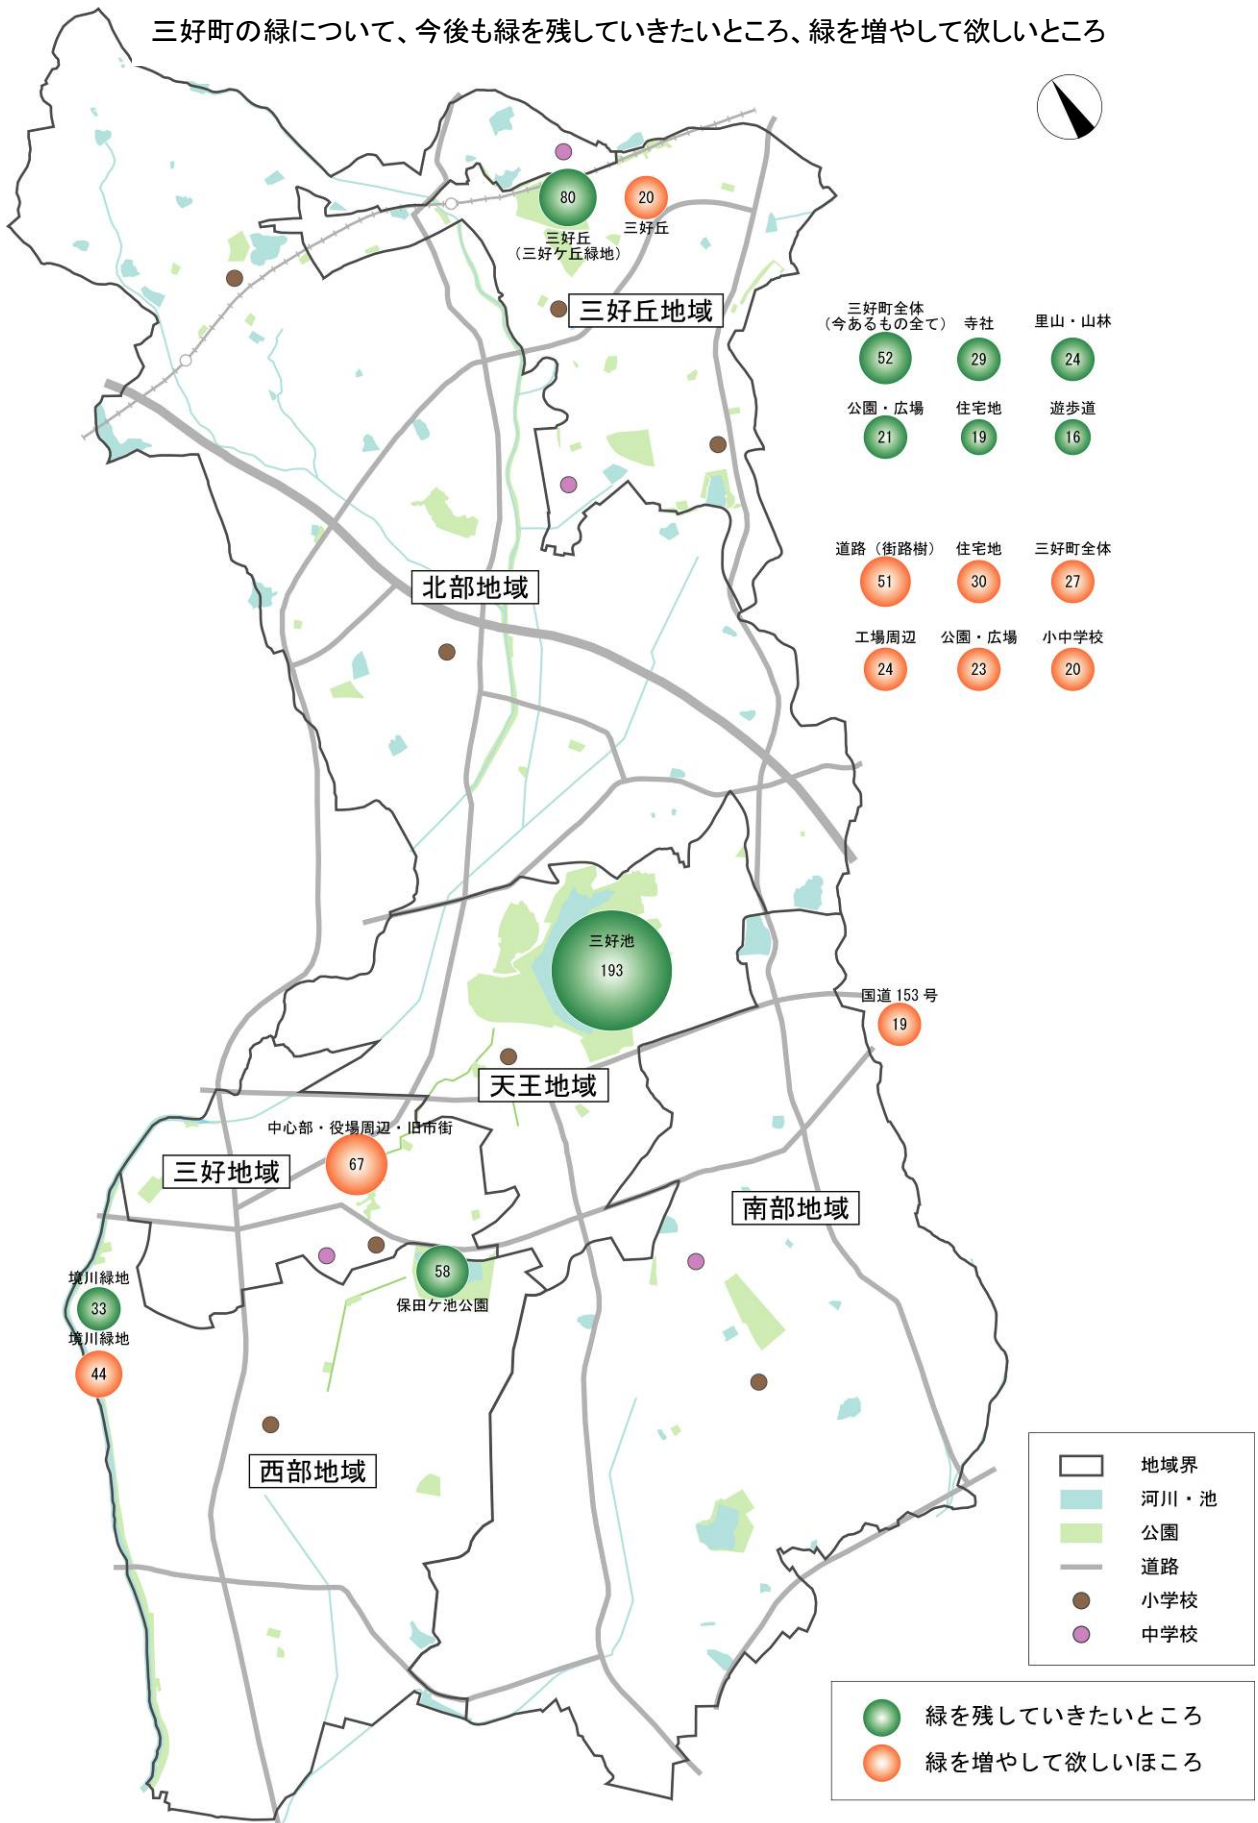 三好町の緑について、今後も緑を残していきたいところ、緑を増やして欲しいところ
80
三好丘
(三好ケ丘緑地)
20
三好丘
三好丘地域
三好町全体
(今あるもの全て)
52
寺社
29
里山・山林
24
公園・広場
21
住宅地
19
遊歩道
16
道路(街路樹)
51
住宅地
30
三好町全体
27
工場周辺
24
公園・広場
23
小中学校
20
北部地域
三好池
193
国道153号
19
天王地域
中心部・役場周辺・旧市街
67
三好地域
南部地域
58
保田ケ池公園
境川緑地
33
境川緑地
44
西部地域
地域界
河川・池
公園
道路
小学校
中学校
緑を残していきたいところ
緑を増やして欲しいほころ